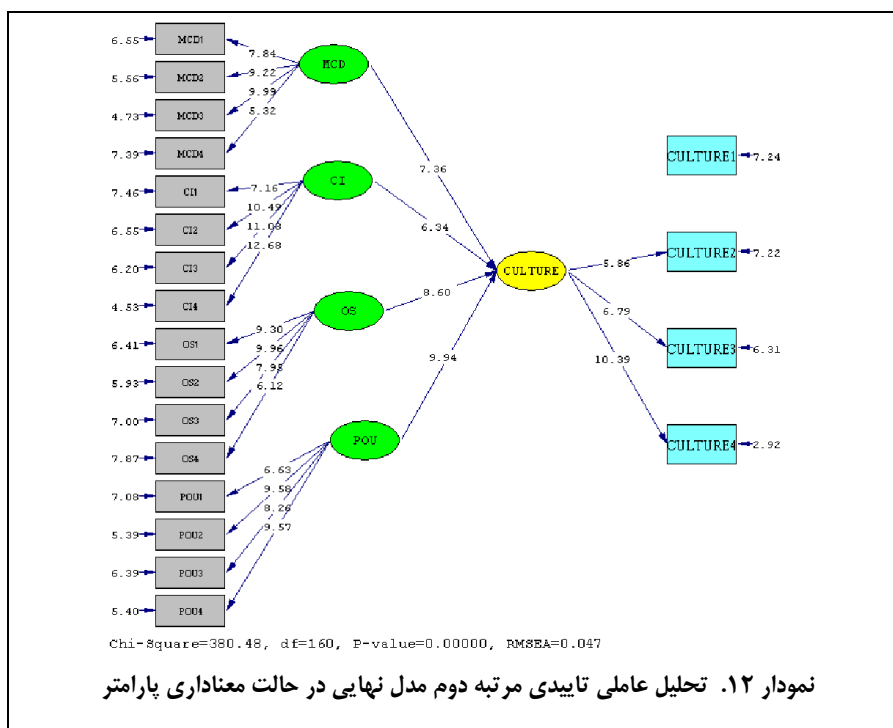 6.55 MCD1
7.84
MCD
5.56 MCD2
9.22
4.73 MCD3
9.99
7.39 MCD4
5.32
7.36
CULTURE1 7.24
7.46 CI1
7.16
CI
6.55 CI2
10.49
6.34
6.20 CI3
11.03
CULTURE2 7.22
4.53 CI4
12.68
CULTURE
5.86
OS
8.60
6.41 OS1
9.30
5.93 OS2
9.96
6.79
CULTURE3 6.31
7.00 OS3
7.98
9.94
10.39
7.87 OS4
6.12
POU
CULTURE4 2.92
7.08 POU1
6.63
5.39 POU2
9.58
6.39 POU3
8.26
5.40 POU4
9.57
Chi-Square=380.48, df=160, P-value=0.00000, RMSEA=0.047
نمودار ۱۲. تحلیل عاملی تاییدی مرتبه دوم مدل نهایی در حالت معناداری پارامتر